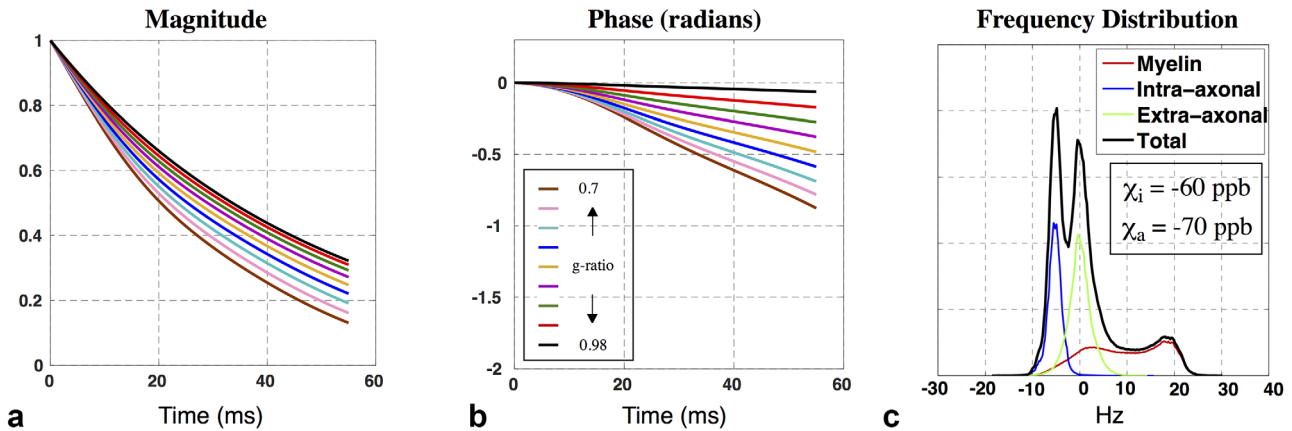 Magnitude
1
0.8
0.6
0.4
0.2
0
0 20 40 60
Time (ms)
a
Phase (radians)
0
-0.5
-1
-1.5
-2
0.7
g-ratio
0.98
0 20 40 60
Time (ms)
b
Frequency Distribution
Myelin
Intra-axonal
Extra-axonal
Total
χi = -60 ppb
χa = -70 ppb
-30 -20 -10 0 10 20 30 40
Hz
c